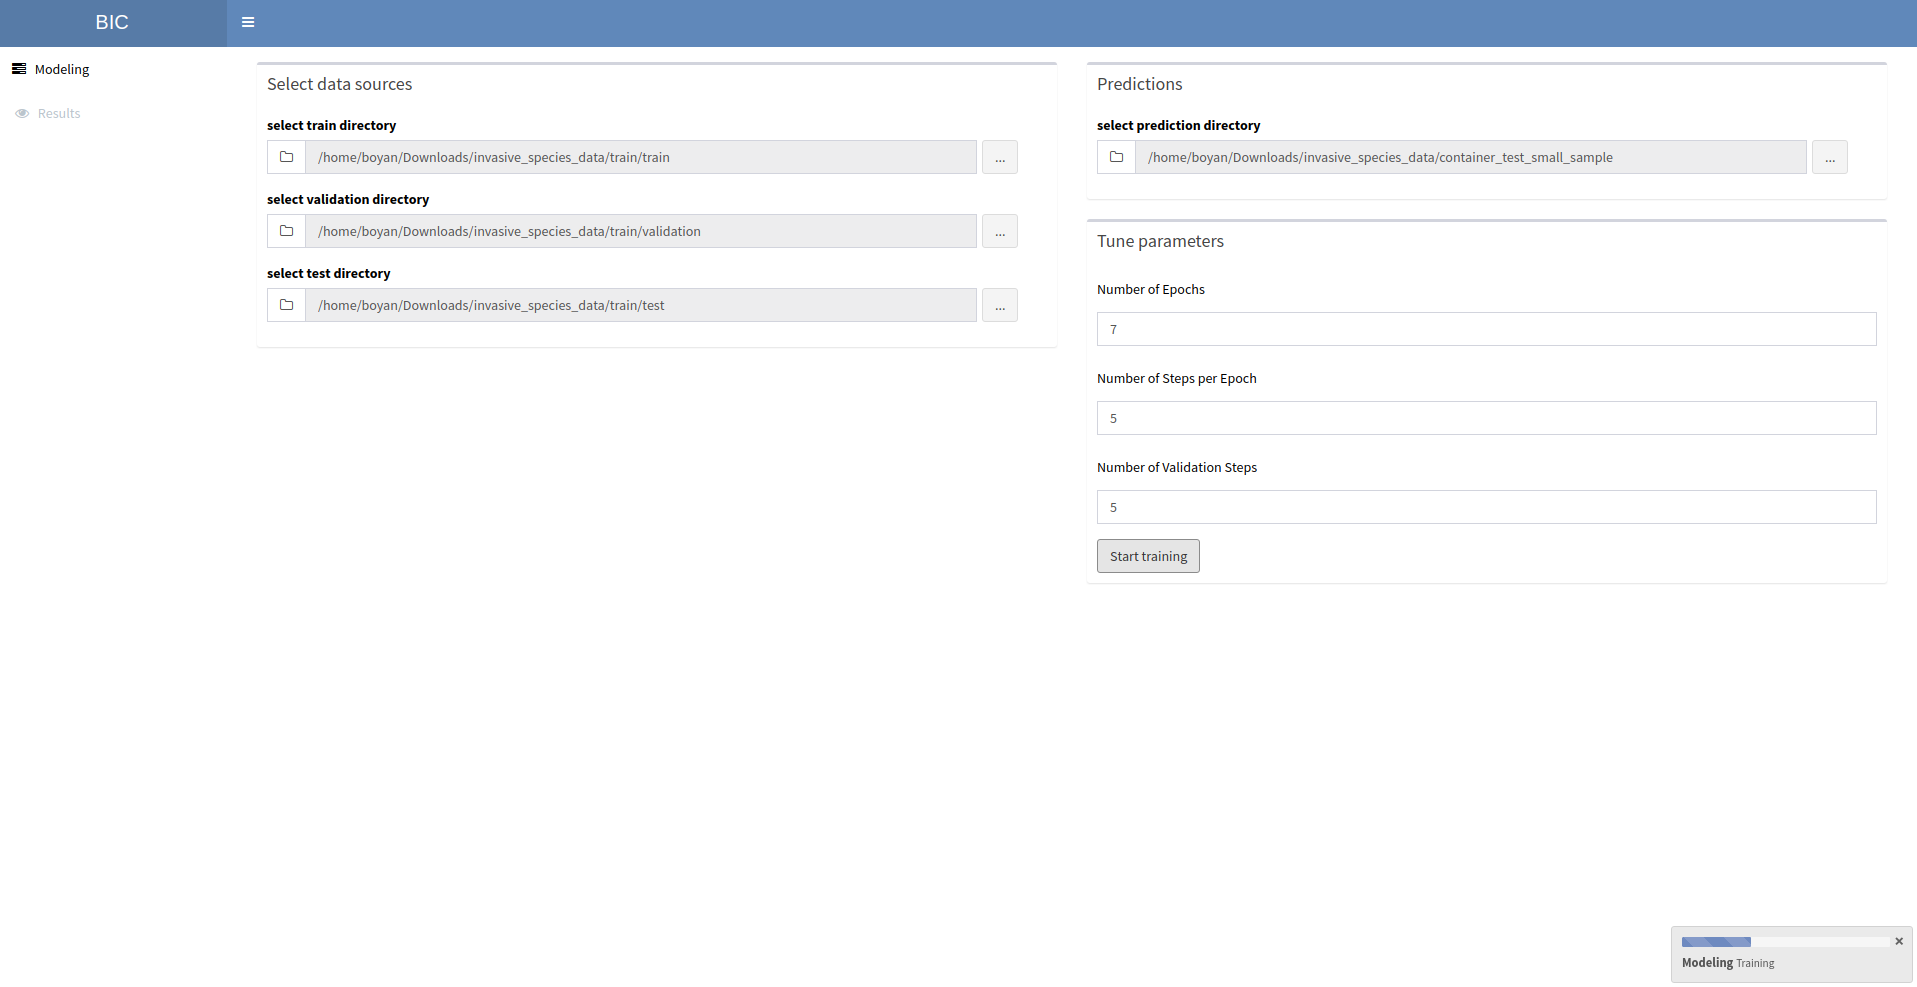 BIC
Modeling
Results
Select data sources
select train directory
/home/boyan/Downloads/invasive_species_data/train/train
...
select validation directory
/home/boyan/Downloads/invasive_species_data/train/validation
...
select test directory
/home/boyan/Downloads/invasive_species_data/train/test
...
Predictions
select prediction directory
/home/boyan/Downloads/invasive_species_data/container_test_small_sample
...
Tune parameters
Number of Epochs
7
Number of Steps per Epoch
5
Number of Validation Steps
5
Start training
Modeling Training